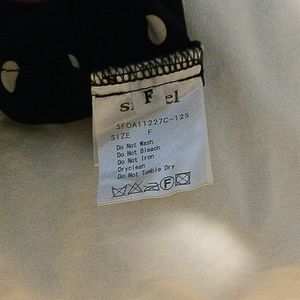 F
SFOA11227C-125
SIZE F
Do Not Wash
Do Not Bleach
Do Not Iron
Dryclean
Do Not Tumble Dry
F